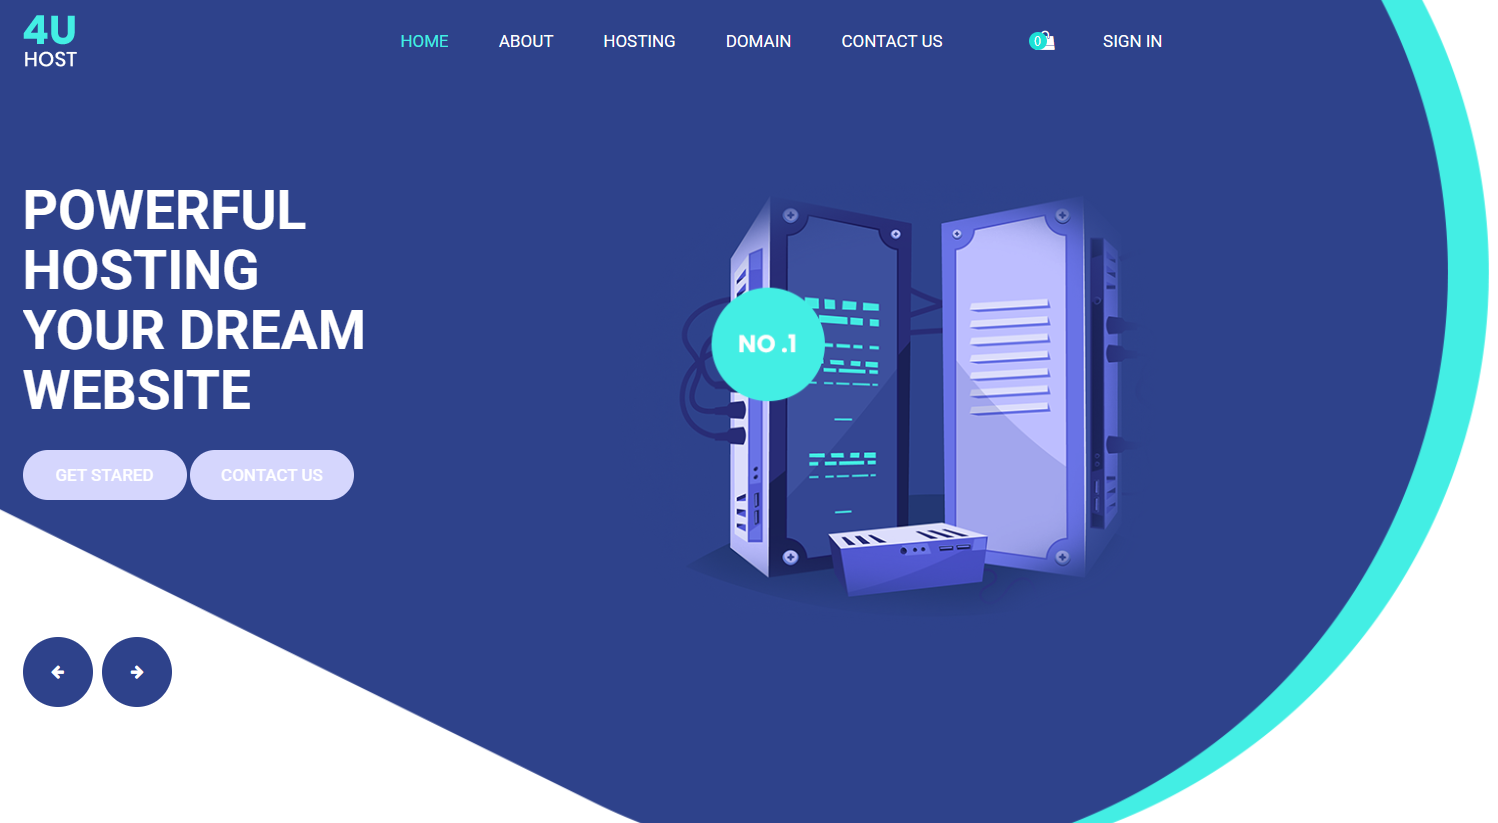 4U
HOST
HOME
ABOUT
HOSTING
DOMAIN
CONTACT US
0
SIGN IN
POWERFUL
HOSTING
YOUR DREAM
WEBSITE
NO .1
GET STARED
CONTACT US